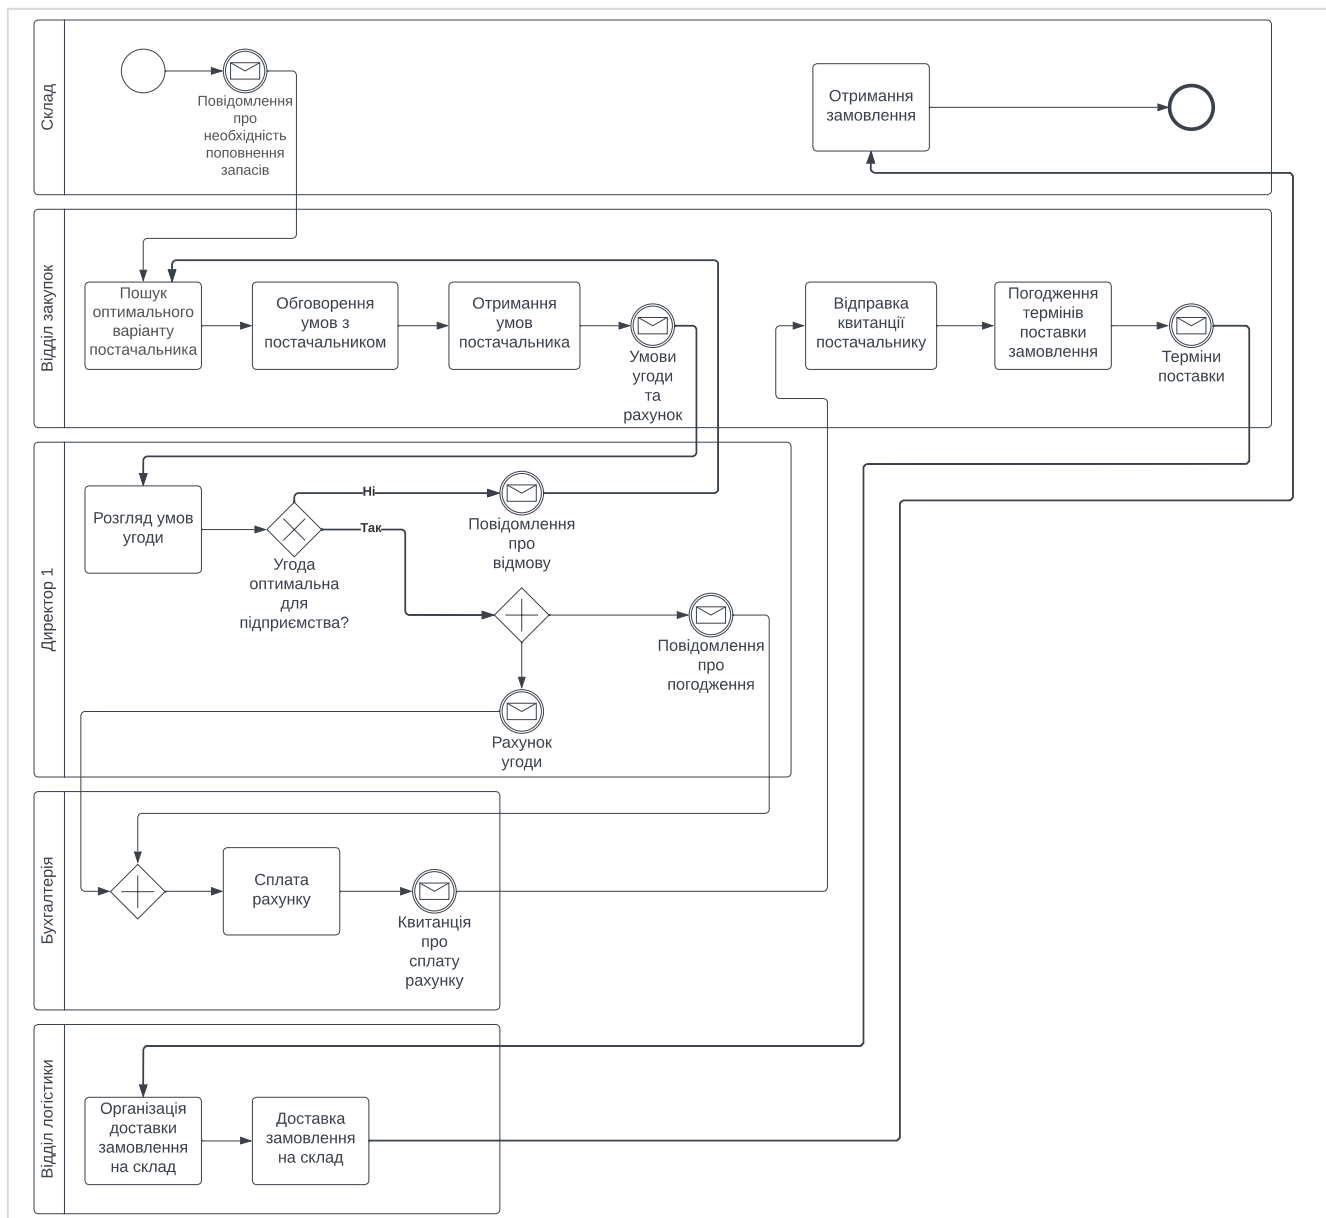 Склад
Повідомлення
про
необхідність
поповнення
запасів
Отримання
замовлення
Відділ закупок
Пошук
оптимального
варіанту
постачальника
Обговорення
умов з
постачальником
Отримання
умов
постачальника
Умови
угоди
та
рахунок
Відправка
квитанції
постачальнику
Погодження
термінів
поставки
замовлення
Терміни
поставки
Директор 1
Розгляд умов
угоди
Ні
Так
Угода
оптимальна
для
підприємства?
Повідомлення
про
відмову
Повідомлення
про
погодження
Рахунок
угоди
Бухгалтерія
Сплата
рахунку
Квитанція
про
сплату
рахунку
Відділ логістики
Організація
доставки
замовлення
на склад
Доставка
замовлення
на склад